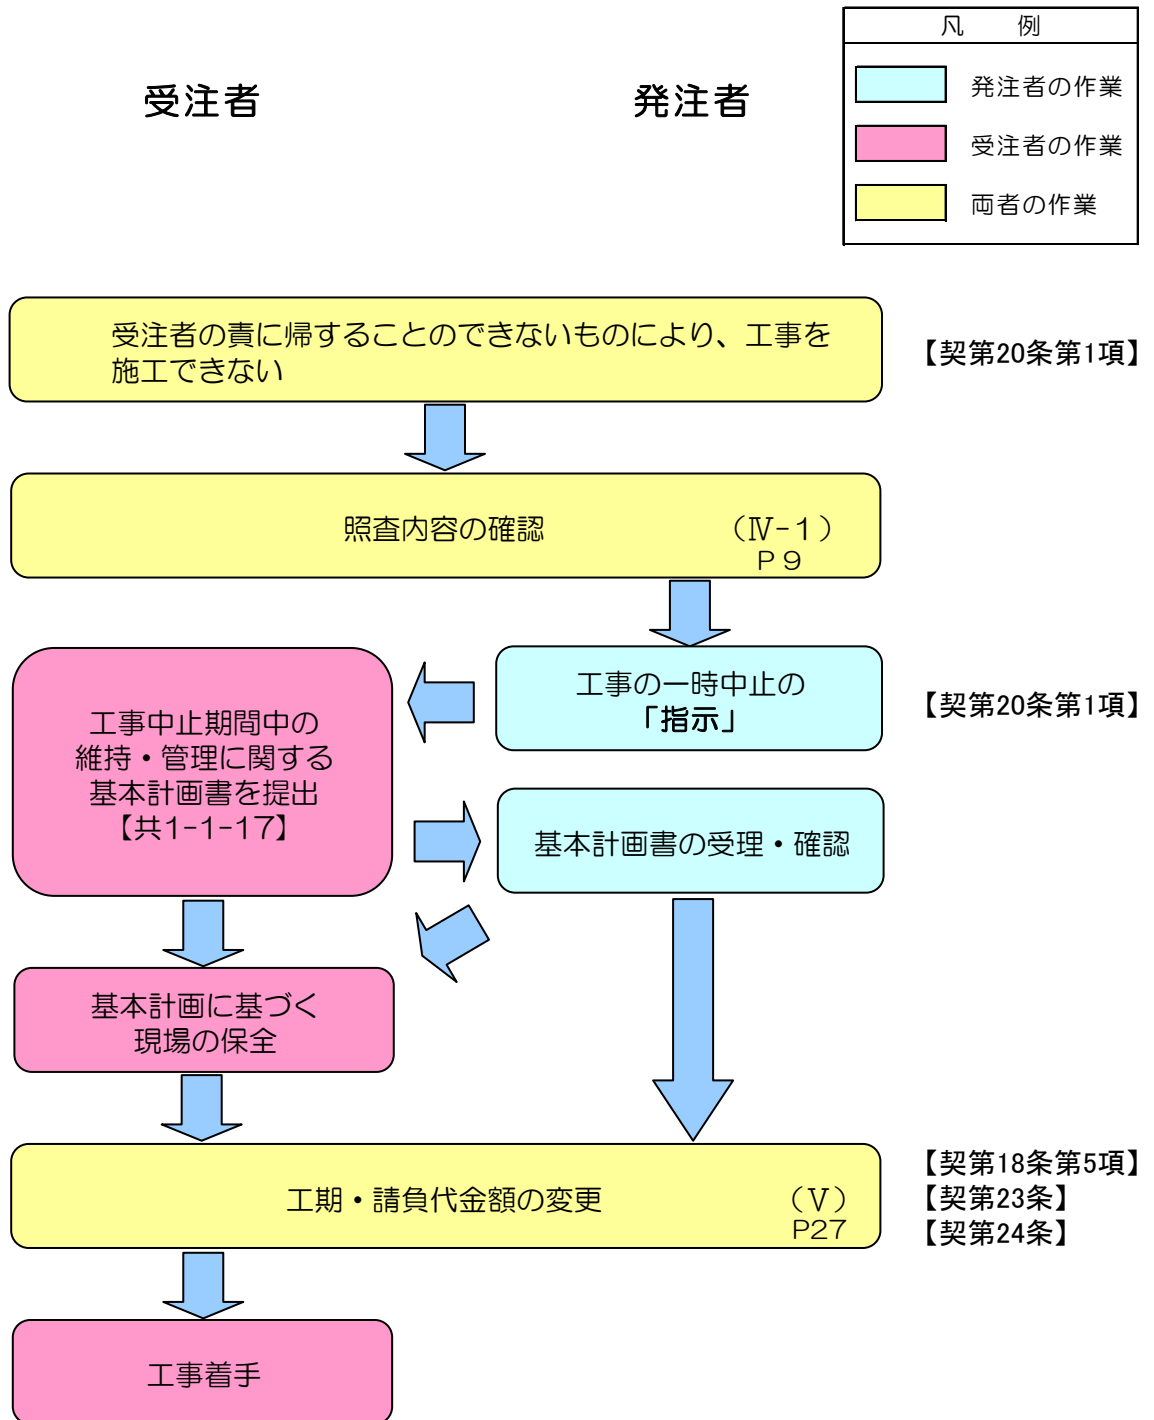 凡　例
受注者
発注者
発注者の作業
受注者の作業
両者の作業
受注者の責に帰することのできないものにより、工事を
施工できない
【契第20条第1項】
照査内容の確認
（Ⅳ-１）
Ｐ９
工事の一時中止の
「指示」
【契第20条第1項】
工事中止期間中の
維持・管理に関する
基本計画書を提出
【共1-1-17】
基本計画書の受理・確認
基本計画に基づく
現場の保全
工期・請負代金額の変更
（Ⅴ）
P27
【契第18条第5項】
【契第23条】
【契第24条】
工事着手